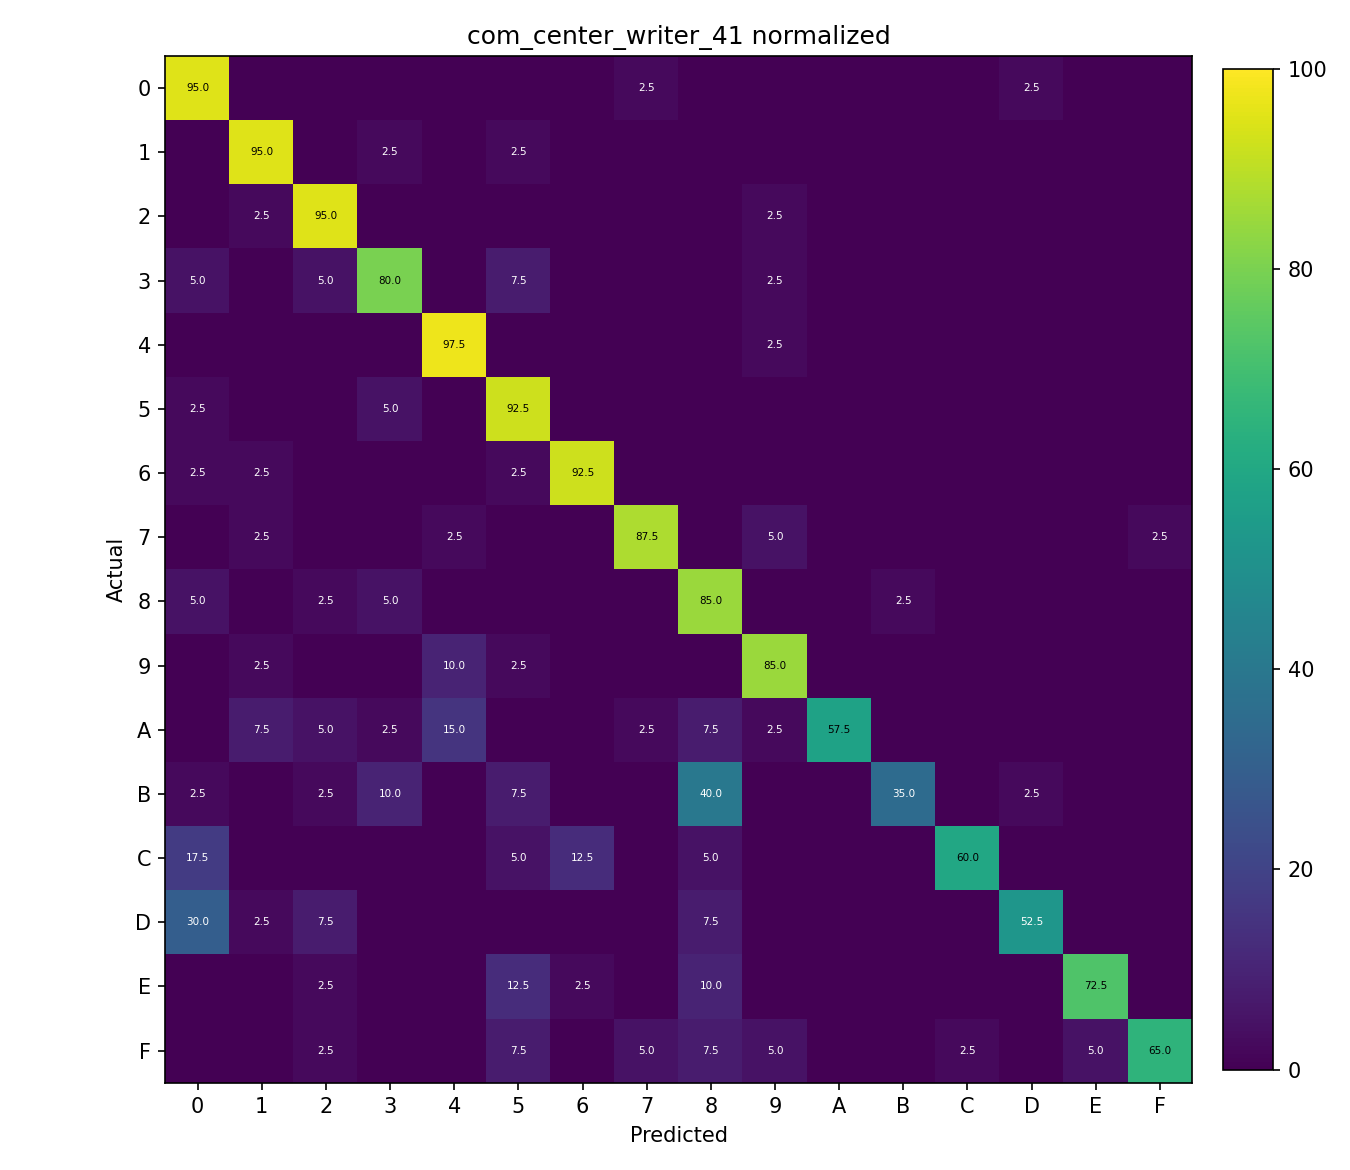 com_center_writer_41 normalized
0 95.0 2.5 2.5
1 95.0 2.5 2.5
2 2.5 95.0 2.5
3 5.0 5.0 80.0 7.5 2.5
4 97.5 2.5
5 2.5 5.0 92.5
6 2.5 2.5 2.5 92.5
7 2.5 2.5 87.5 5.0 2.5
8 5.0 2.5 5.0 85.0 2.5
9 2.5 10.0 2.5 85.0
A 7.5 5.0 2.5 15.0 2.5 7.5 2.5 57.5
B 2.5 2.5 10.0 7.5 40.0 35.0 2.5
C 17.5 5.0 12.5 5.0 60.0
D 30.0 2.5 7.5 7.5 52.5
E 2.5 12.5 2.5 10.0 72.5
F 2.5 7.5 5.0 7.5 5.0 2.5 5.0 65.0
0 1 2 3 4 5 6 7 8 9 A B C D E F
Predicted
Actual
100
80
60
40
20
0